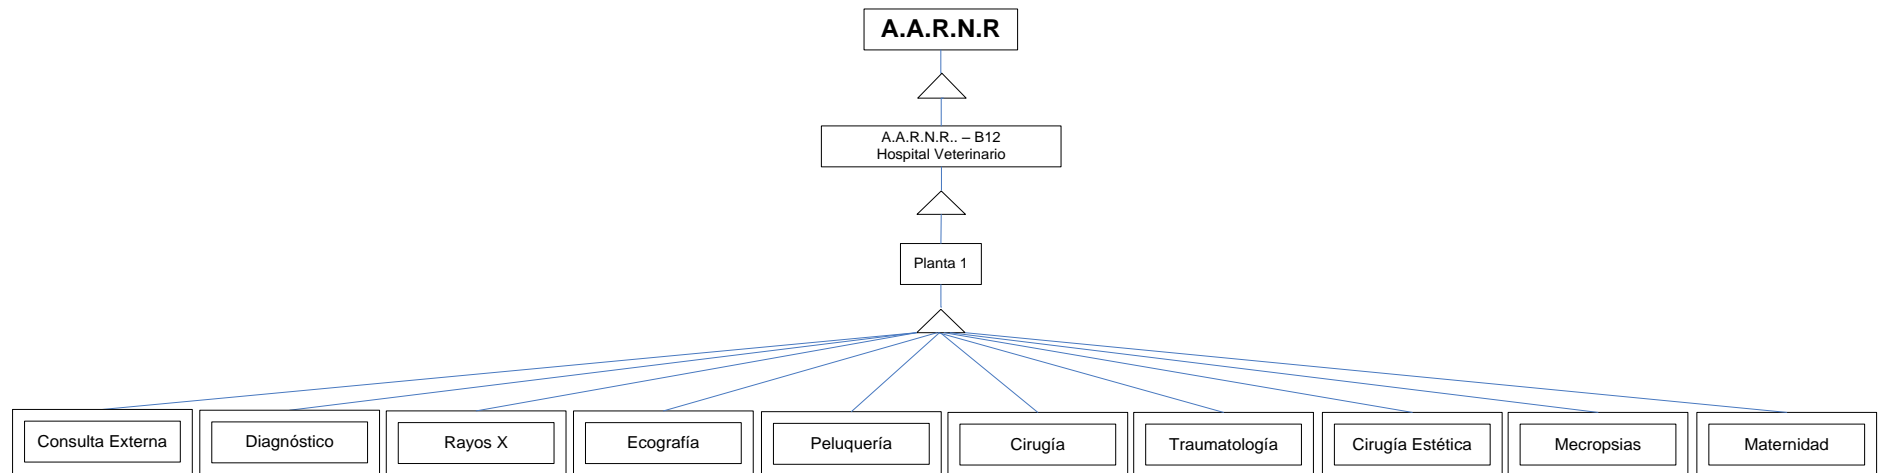 A.A.R.N.R
A.A.R.N.R.. – B12
Hospital Veterinario
Planta 1
Consulta Externa
Diagnóstico
Rayos X
Ecografía
Peluquería
Cirugía
Traumatología
Cirugía Estética
Mecropsias
Maternidad